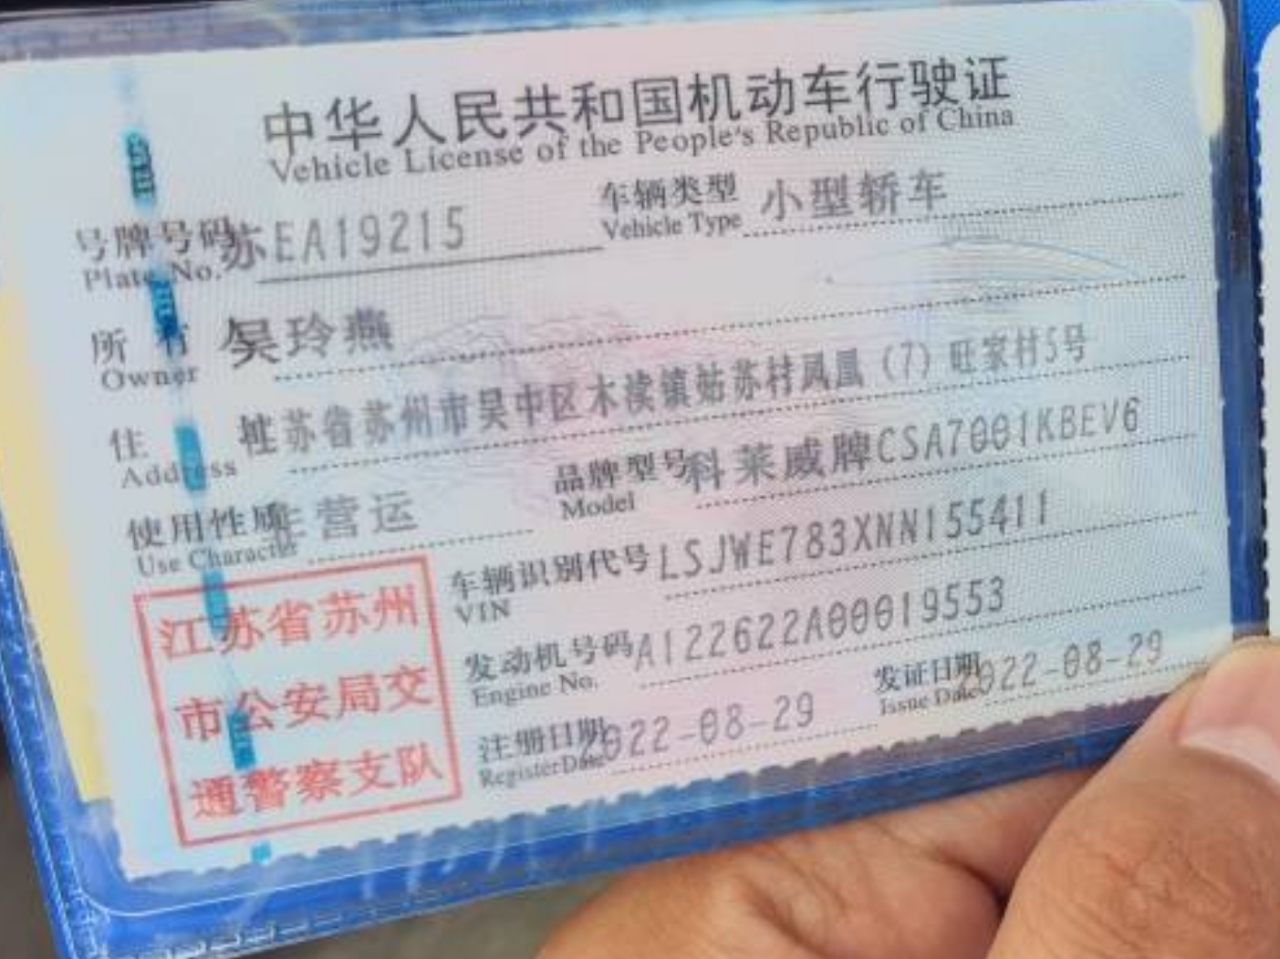 中华人民共和国机动车行驶证
Vehicle License of the People's Republic of China
号牌号码 苏EA19215 车辆类型 小型轿车
Plate No. Vehicle Type
所有 吴玲燕
Owner
住 址 苏省苏州市吴中区木渎镇姑苏村凤凰（7）旺家村5号
Address
使用性质 非营运 品牌型号 科莱威牌CSA7001KBEV6
Use Character Model
车辆识别代号 LSJWE783XNN155411
VIN
发动机号码 A122622A00019553
Engine No.
注册日期 2022-08-29 发证日期 2022-08-29
Register Date Issue Date
江苏省苏州
市公安局交
通警察支队